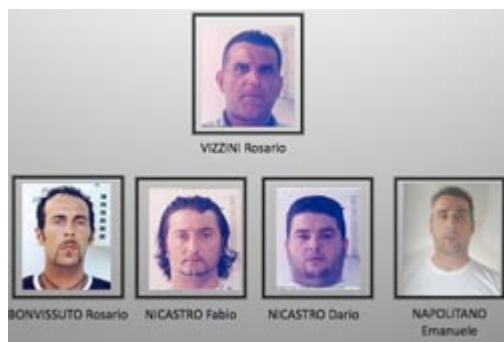 VIZZINI Rosario
BONVISSUTO Rosario
NICASTRO Fabio
NICASTRO Dario
NAPOLITANO
Emanuele